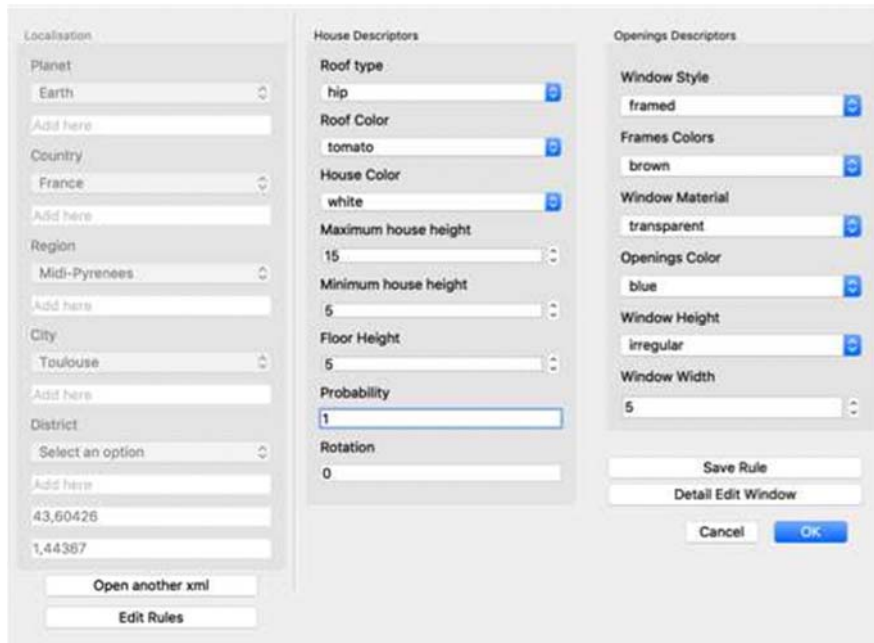 Localisation
Planet
Earth
Add here
Country
France
Add here
Region
Midi-Pyrenees
Add here
City
Toulouse
Add here
District
Select an option
Add here
43,60426
1,44367
Open another xml
Edit Rules
House Descriptors
Roof type
hip
Roof Color
tomato
House Color
white
Maximum house height
15
Minimum house height
5
Floor Height
5
Probability
1
Rotation
0
Openings Descriptors
Window Style
framed
Frames Colors
brown
Window Material
transparent
Openings Color
blue
Window Height
irregular
Window Width
5
Save Rule
Detail Edit Window
Cancel
OK